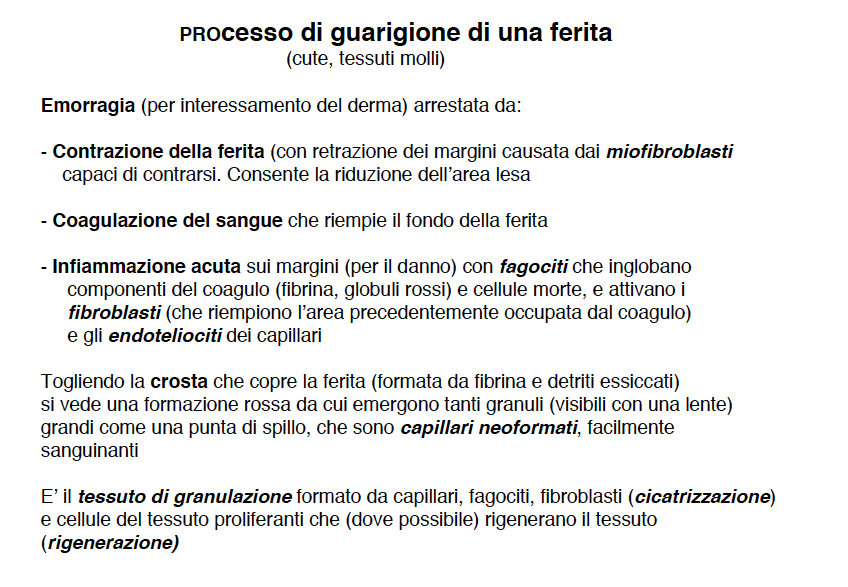 PROcesso di guarigione di una ferita
(cute, tessuti molli)
Emorragia (per interessamento del derma) arrestata da:
- Contrazione della ferita (con retrazione dei margini causata dai miofibroblasti
capaci di contrarsi. Consente la riduzione dell'area lesa
- Coagulazione del sangue che riempie il fondo della ferita
- Infiammazione acuta sui margini (per il danno) con fagociti che inglobano
componenti del coagulo (fibrina, globuli rossi) e cellule morte, e attivano i
fibroblasti (che riempiono l'area precedentemente occupata dal coagulo)
e gli endoteliociti dei capillari
Togliendo la crosta che copre la ferita (formata da fibrina e detriti essiccati)
si vede una formazione rossa da cui emergono tanti granuli (visibili con una lente)
grandi come una punta di spillo, che sono capillari neoformati, facilmente
sanguinanti
E' il tessuto di granulazione formato da capillari, fagociti, fibroblasti (cicatrizzazione)
e cellule del tessuto proliferanti che (dove possibile) rigenerano il tessuto
(rigenerazione)